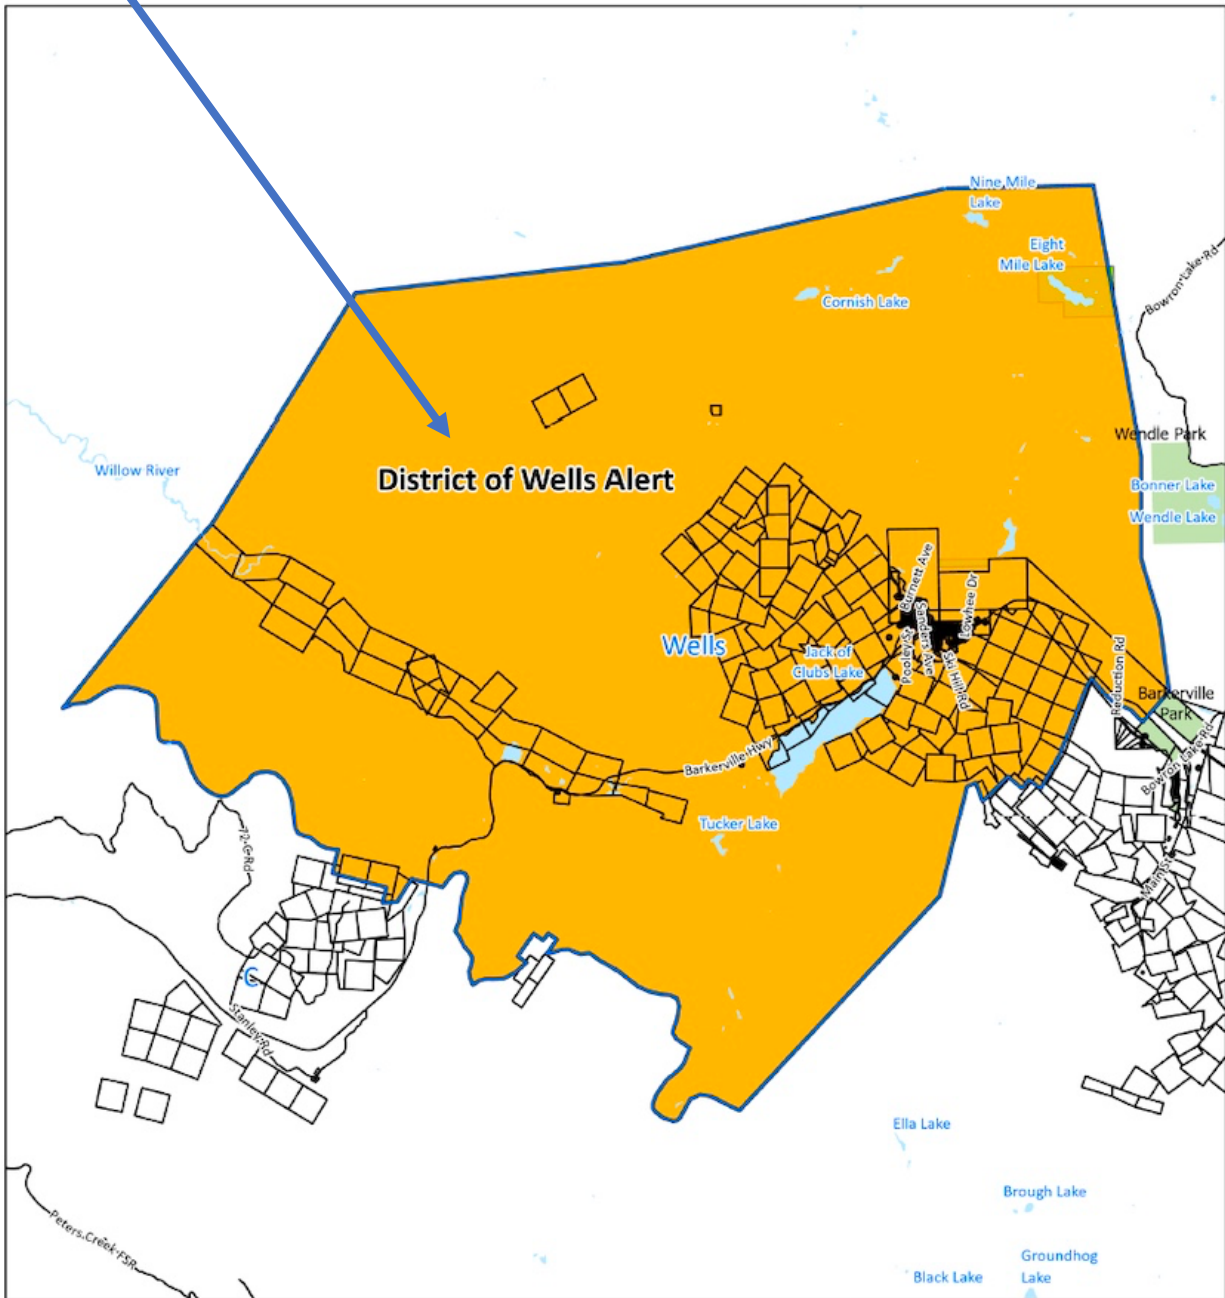 Nine Mile
Lake
Eight
Mile Lake
Bowron Lake Rd
Cornish Lake
Wendle Park
Willow River
District of Wells Alert
Bonner Lake
Wendle Lake
Burnett Ave
Lowhee Dr
Sanders Ave
Pooley St
Wells
Jack of
Clubs Lake
Ski Hill Rd
Reduction Rd
Barkerville
Park
Barkerville Hwy
Bowron Lake Rd
Tucker Lake
72 G Rd
Main St
C
Stanley Rd
Ella Lake
Brough Lake
Peters Creek FSR
Groundhog
Lake
Black Lake